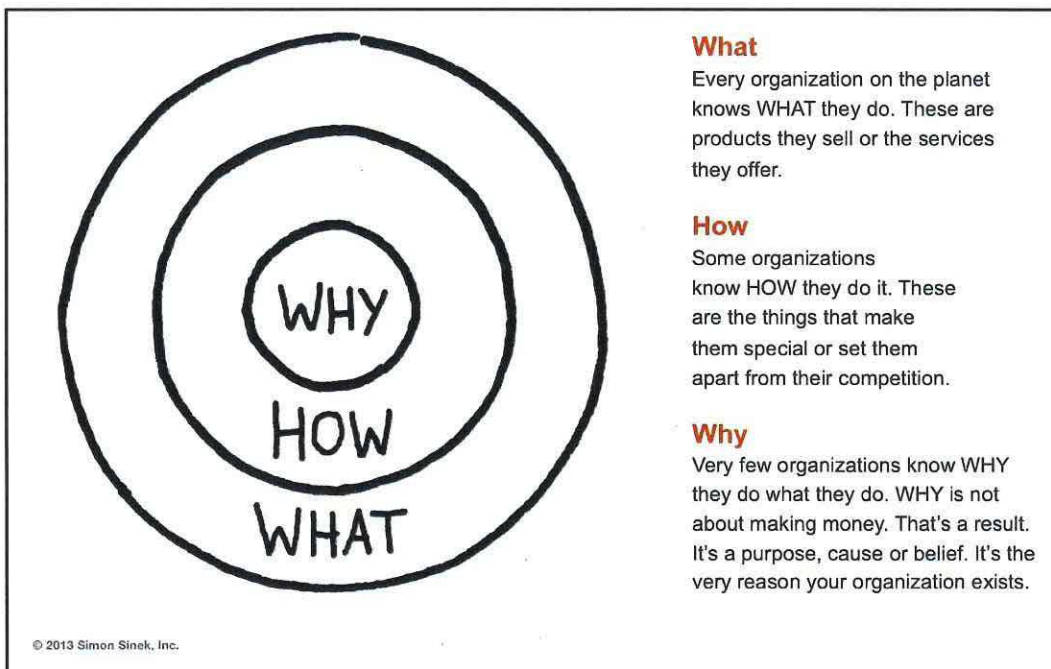 WHY
HOW
WHAT
© 2013 Simon Sinek, Inc.
What
Every organization on the planet
knows WHAT they do. These are
products they sell or the services
they offer.
How
Some organizations
know HOW they do it. These
are the things that make
them special or set them
apart from their competition.
Why
Very few organizations know WHY
they do what they do. WHY is not
about making money. That's a result.
It's a purpose, cause or belief. It's the
very reason your organization exists.